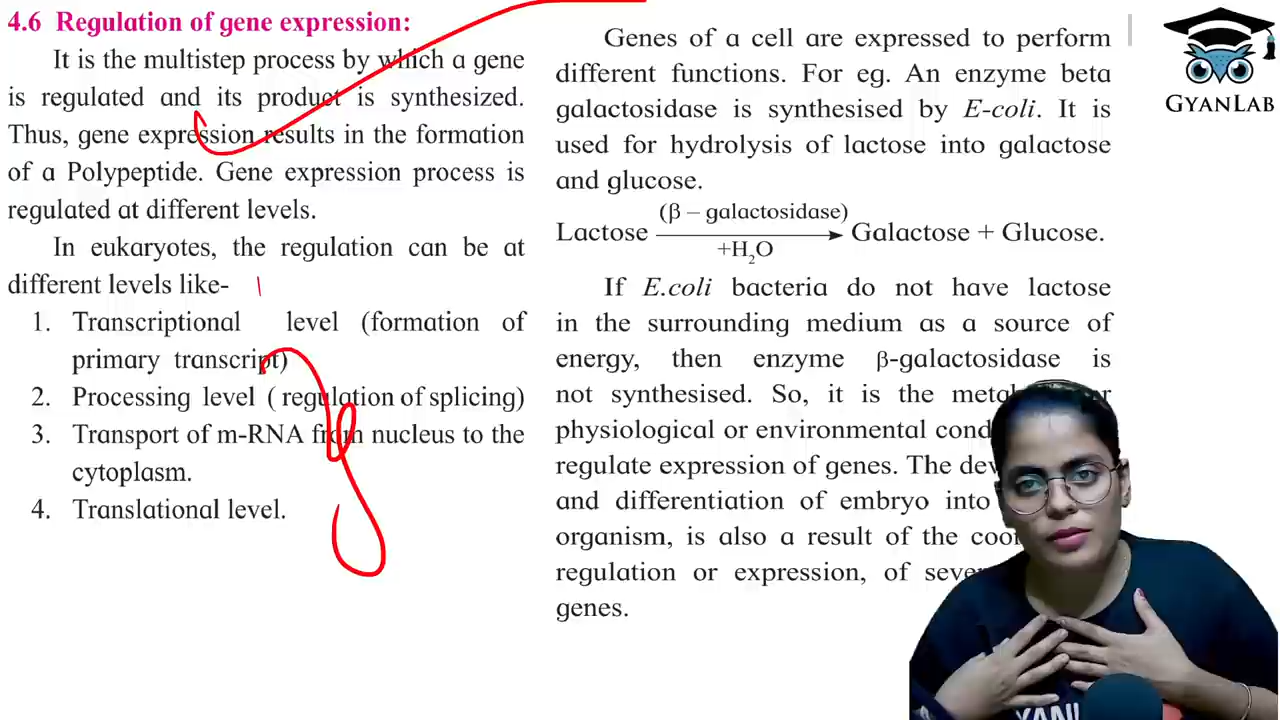 4.6 Regulation of gene expression:
It is the multistep process by which a gene
is regulated and its product is synthesized.
Thus, gene expression results in the formation
of a Polypeptide. Gene expression process is
regulated at different levels.
In eukaryotes, the regulation can be at
different levels like-
1. Transcriptional level (formation of
primary transcript)
2. Processing level ( regulation of splicing)
3. Transport of m-RNA from nucleus to the
cytoplasm.
4. Translational level.
Genes of a cell are expressed to perform
different functions. For eg. An enzyme beta
galactosidase is synthesised by E-coli. It is
used for hydrolysis of lactose into galactose
and glucose.
(β – galactosidase)
Lactose Galactose + Glucose.
+H₂O
If E.coli bacteria do not have lactose
in the surrounding medium as a source of
energy, then enzyme β-galactosidase is
not synthesised. So, it is the
physiological or environmental
regulate expression of genes. The
and differentiation of embryo into
organism, is also a result of the
regulation or expression, of
genes.
GYANLAB